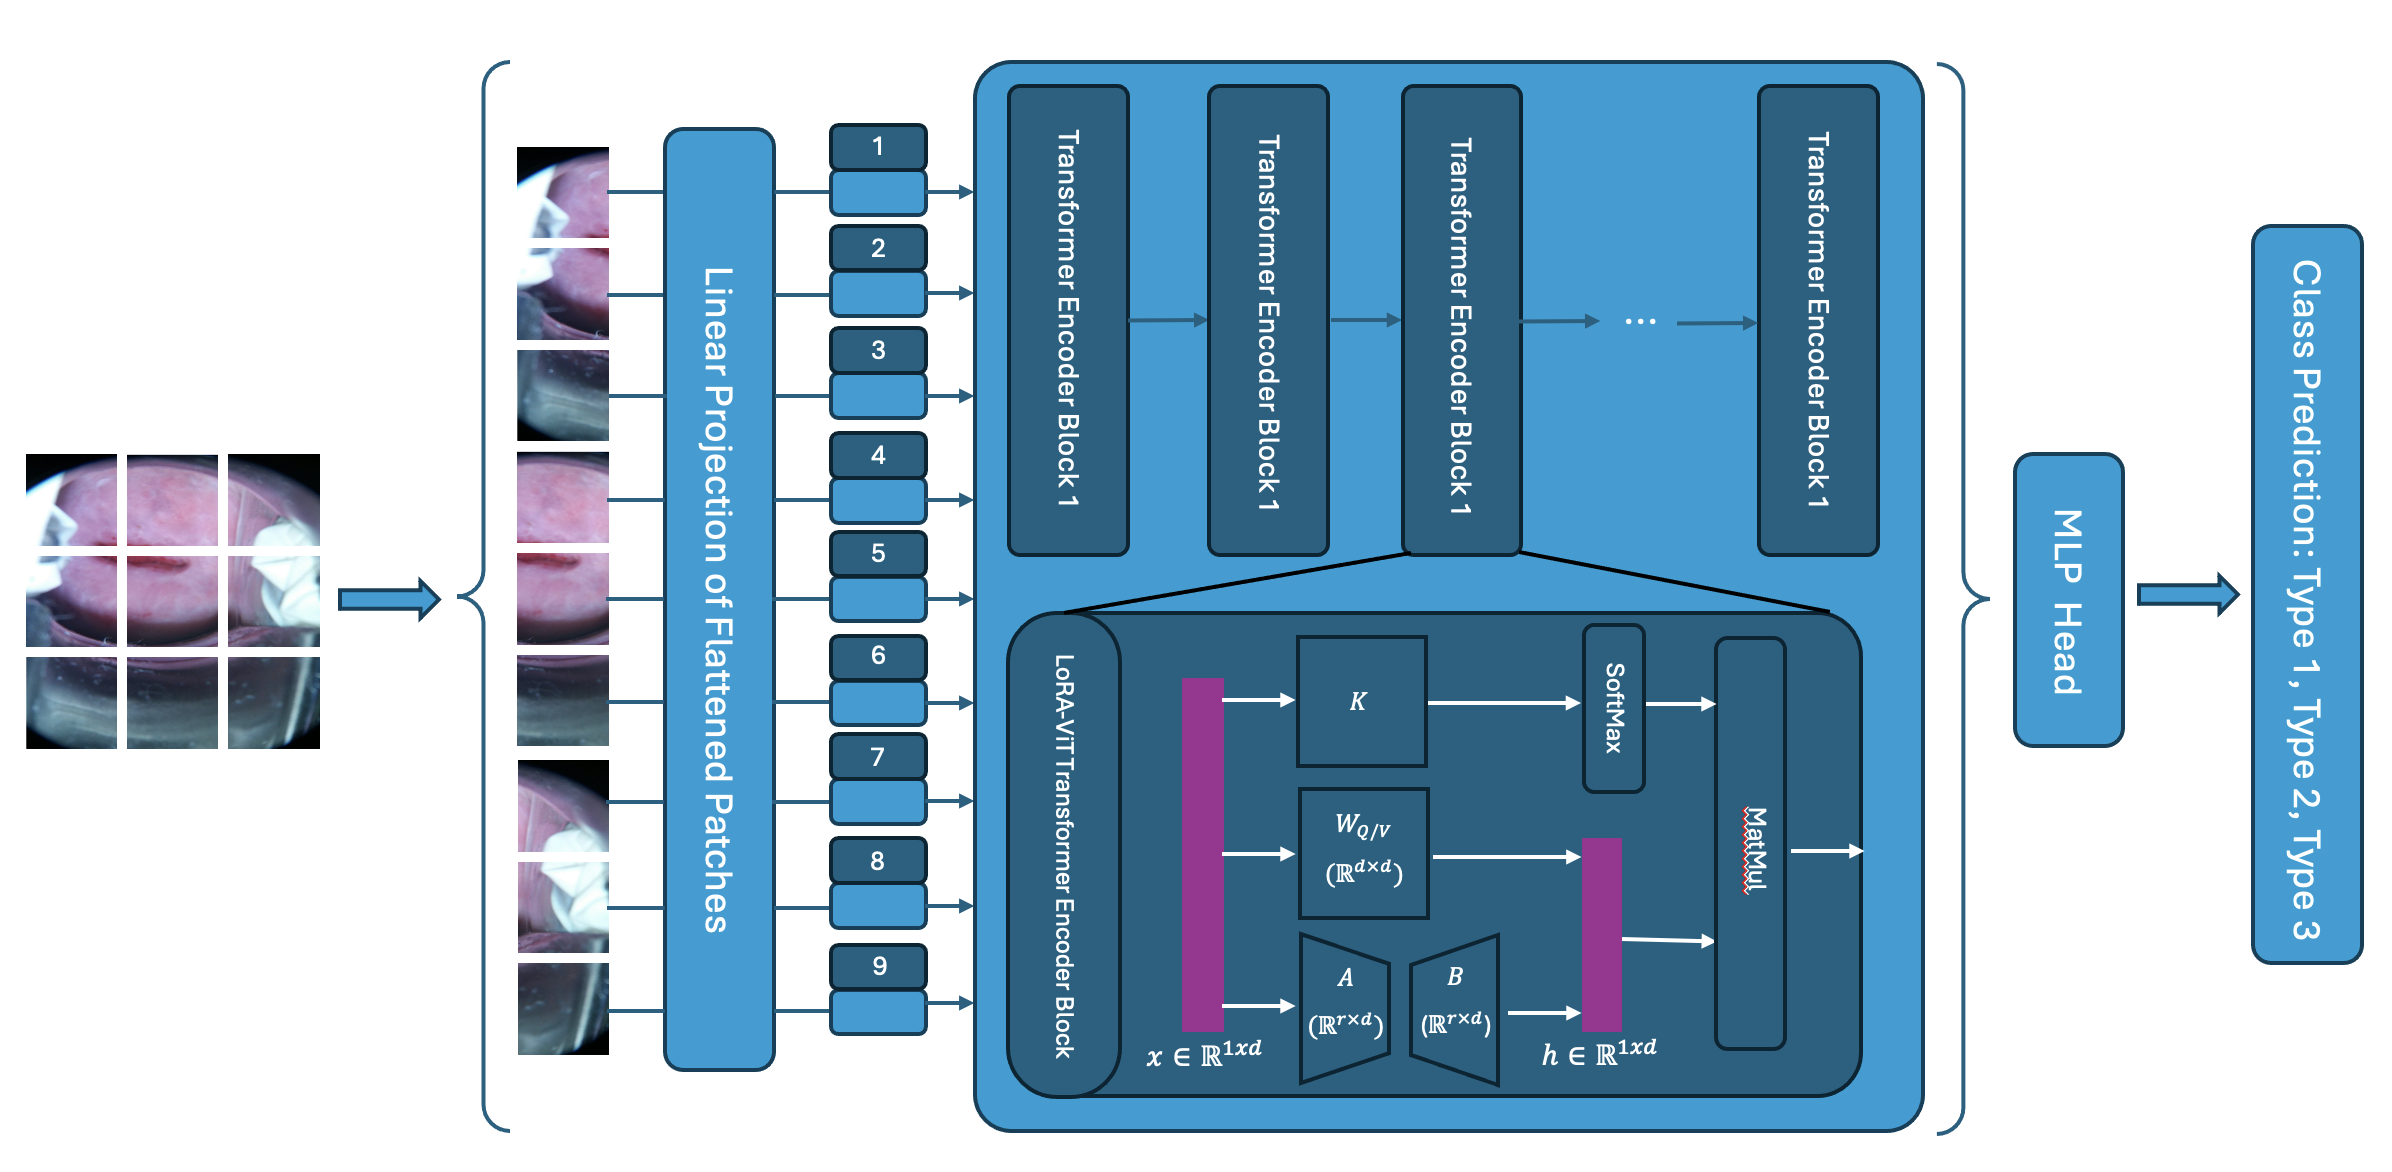 Linear Projection of Flattened Patches
1
2
3
4
5
6
7
8
9
Transformer Encoder Block 1
Transformer Encoder Block 1
Transformer Encoder Block 1
...
Transformer Encoder Block 1
LoRA-ViTTransformer Encoder Block
K
SoftMax
MatMul
W_{Q/V}
(ℝ^{d×d})
A
(ℝ^{r×d})
B
(ℝ^{r×d})
x ∈ ℝ^{1xd}
h ∈ ℝ^{1xd}
MLP Head
Class Prediction: Type 1, Type 2, Type 3